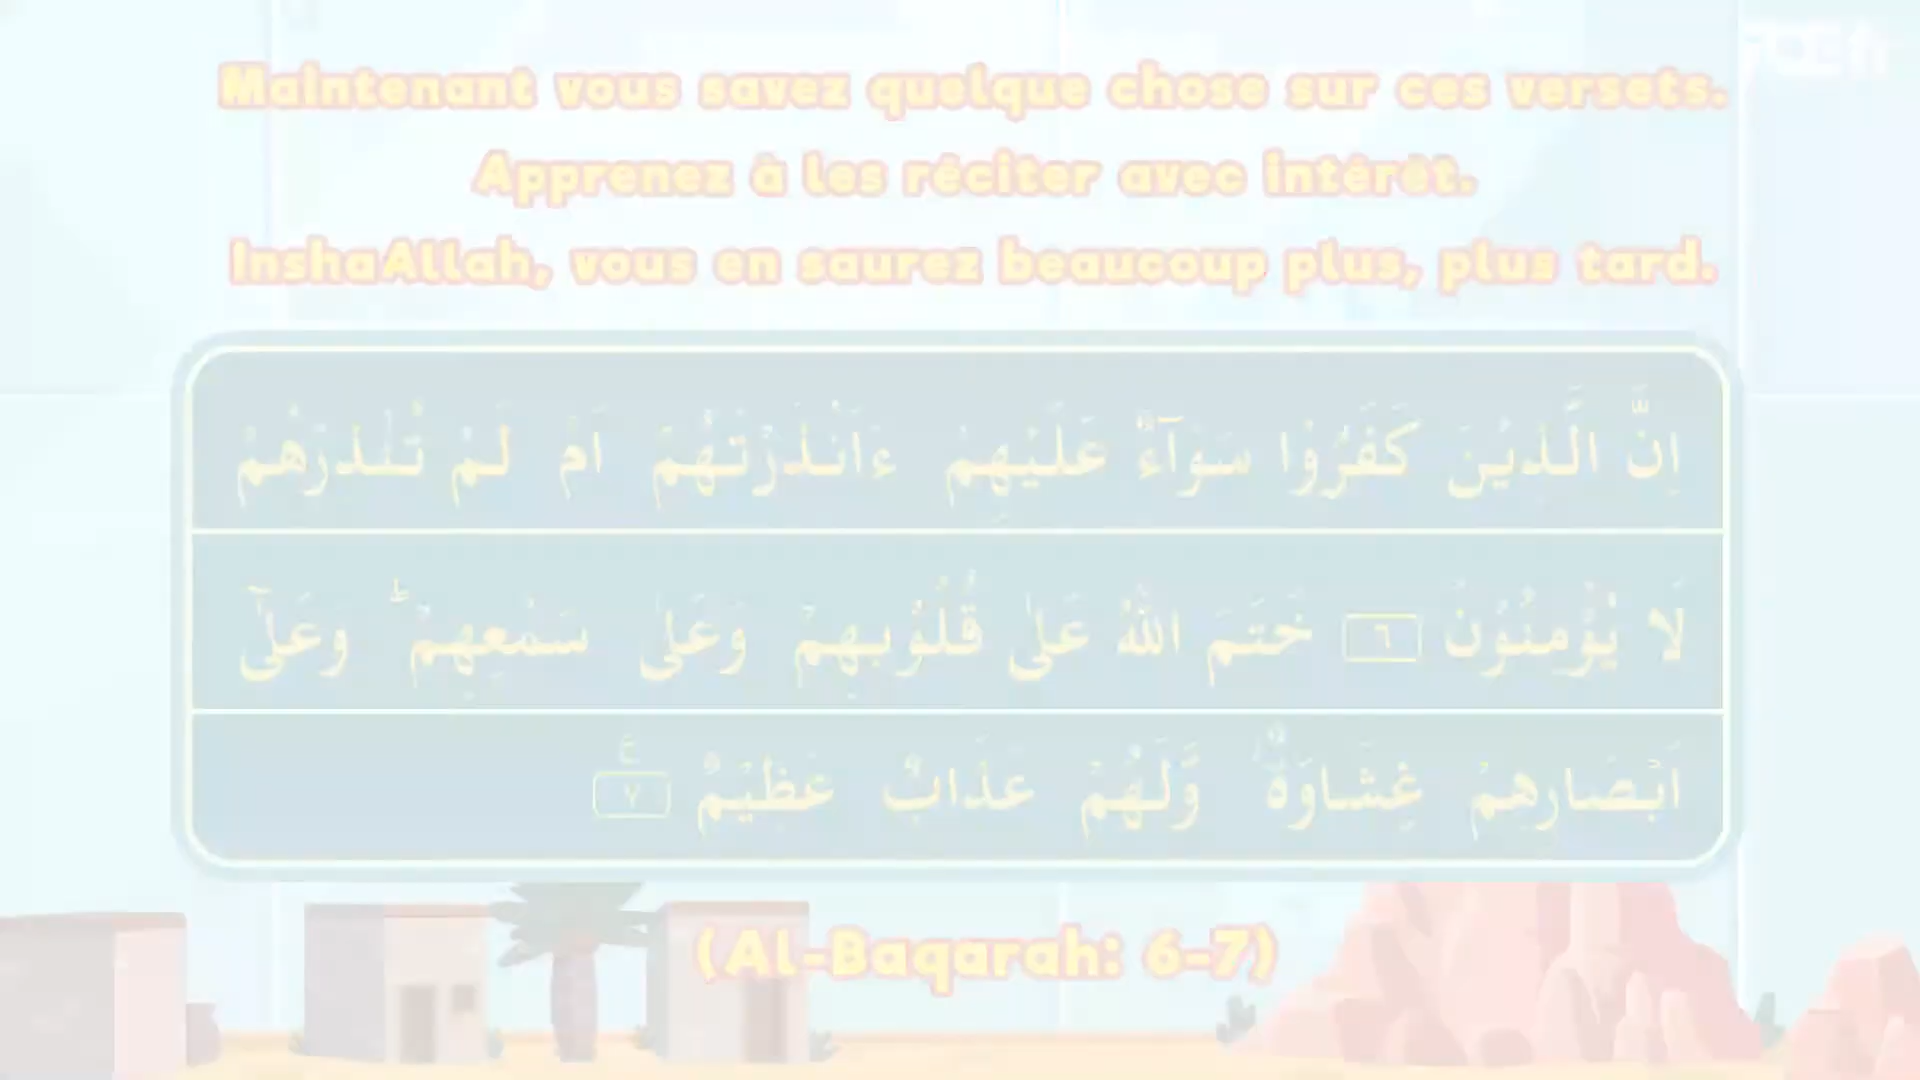 Maintenant vous savez quelque chose sur ces versets.
Apprenez à les réciter avec intérêt.
InshaAllah, vous en saurez beaucoup plus, plus tard.
اِنَّ الَّذِيْنَ كَفَرُوْا سَوَآءٌ عَلَيْهِمْ ءَاَنْذَرْتَهُمْ اَمْ لَمْ تُنْذِرْهُمْ
لَا يُؤْمِنُوْنَ ٦ خَتَمَ اللّٰهُ عَلٰى قُلُوْبِهِمْ وَعَلٰى سَمْعِهِمْ ؕ وَعَلٰٓى
اَبْصَارِهِمْ غِشَاوَةٌ وَّلَهُمْ عَذَابٌ عَظِيْمٌ ٧ ع
(Al-Baqarah: 6-7)